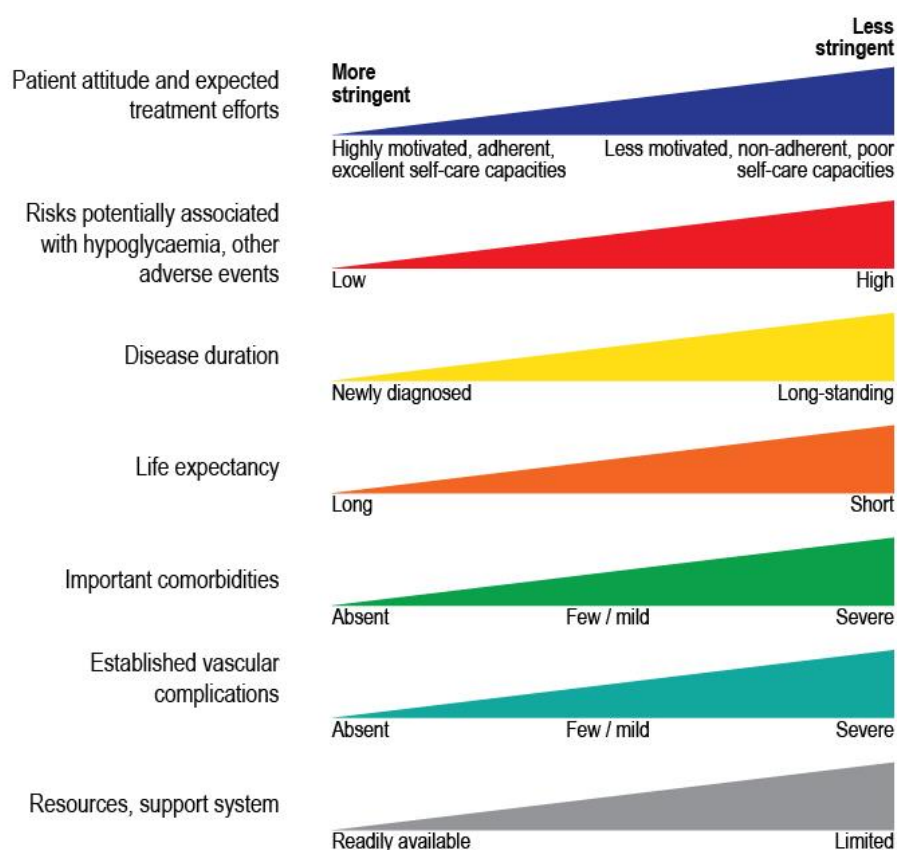 Less
stringent
More
stringent
Patient attitude and expected
treatment efforts
Highly motivated, adherent,
excellent self-care capacities
Less motivated, non-adherent, poor
self-care capacities
Risks potentially associated
with hypoglycaemia, other
adverse events
Low
High
Disease duration
Newly diagnosed
Long-standing
Life expectancy
Long
Short
Important comorbidities
Absent
Few / mild
Severe
Established vascular
complications
Absent
Few / mild
Severe
Resources, support system
Readily available
Limited